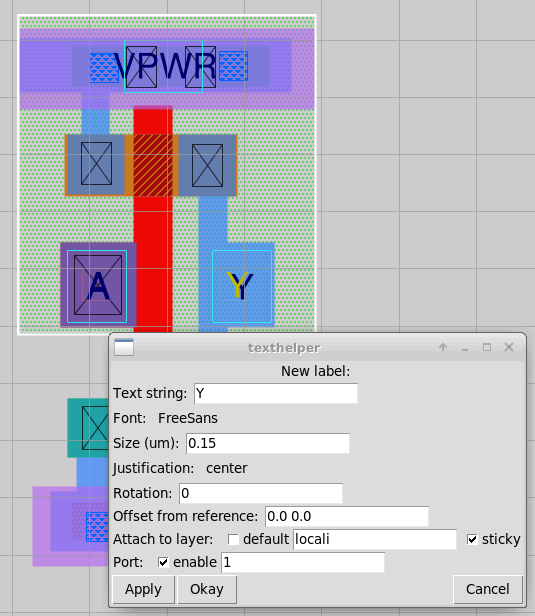 VPWR
A
Y
texthelper
New label:
Text string: Y
Font: FreeSans
Size (um): 0.15
Justification: center
Rotation: 0
Offset from reference: 0.0 0.0
Attach to layer: default locali sticky
Port: enable 1
Apply Okay Cancel